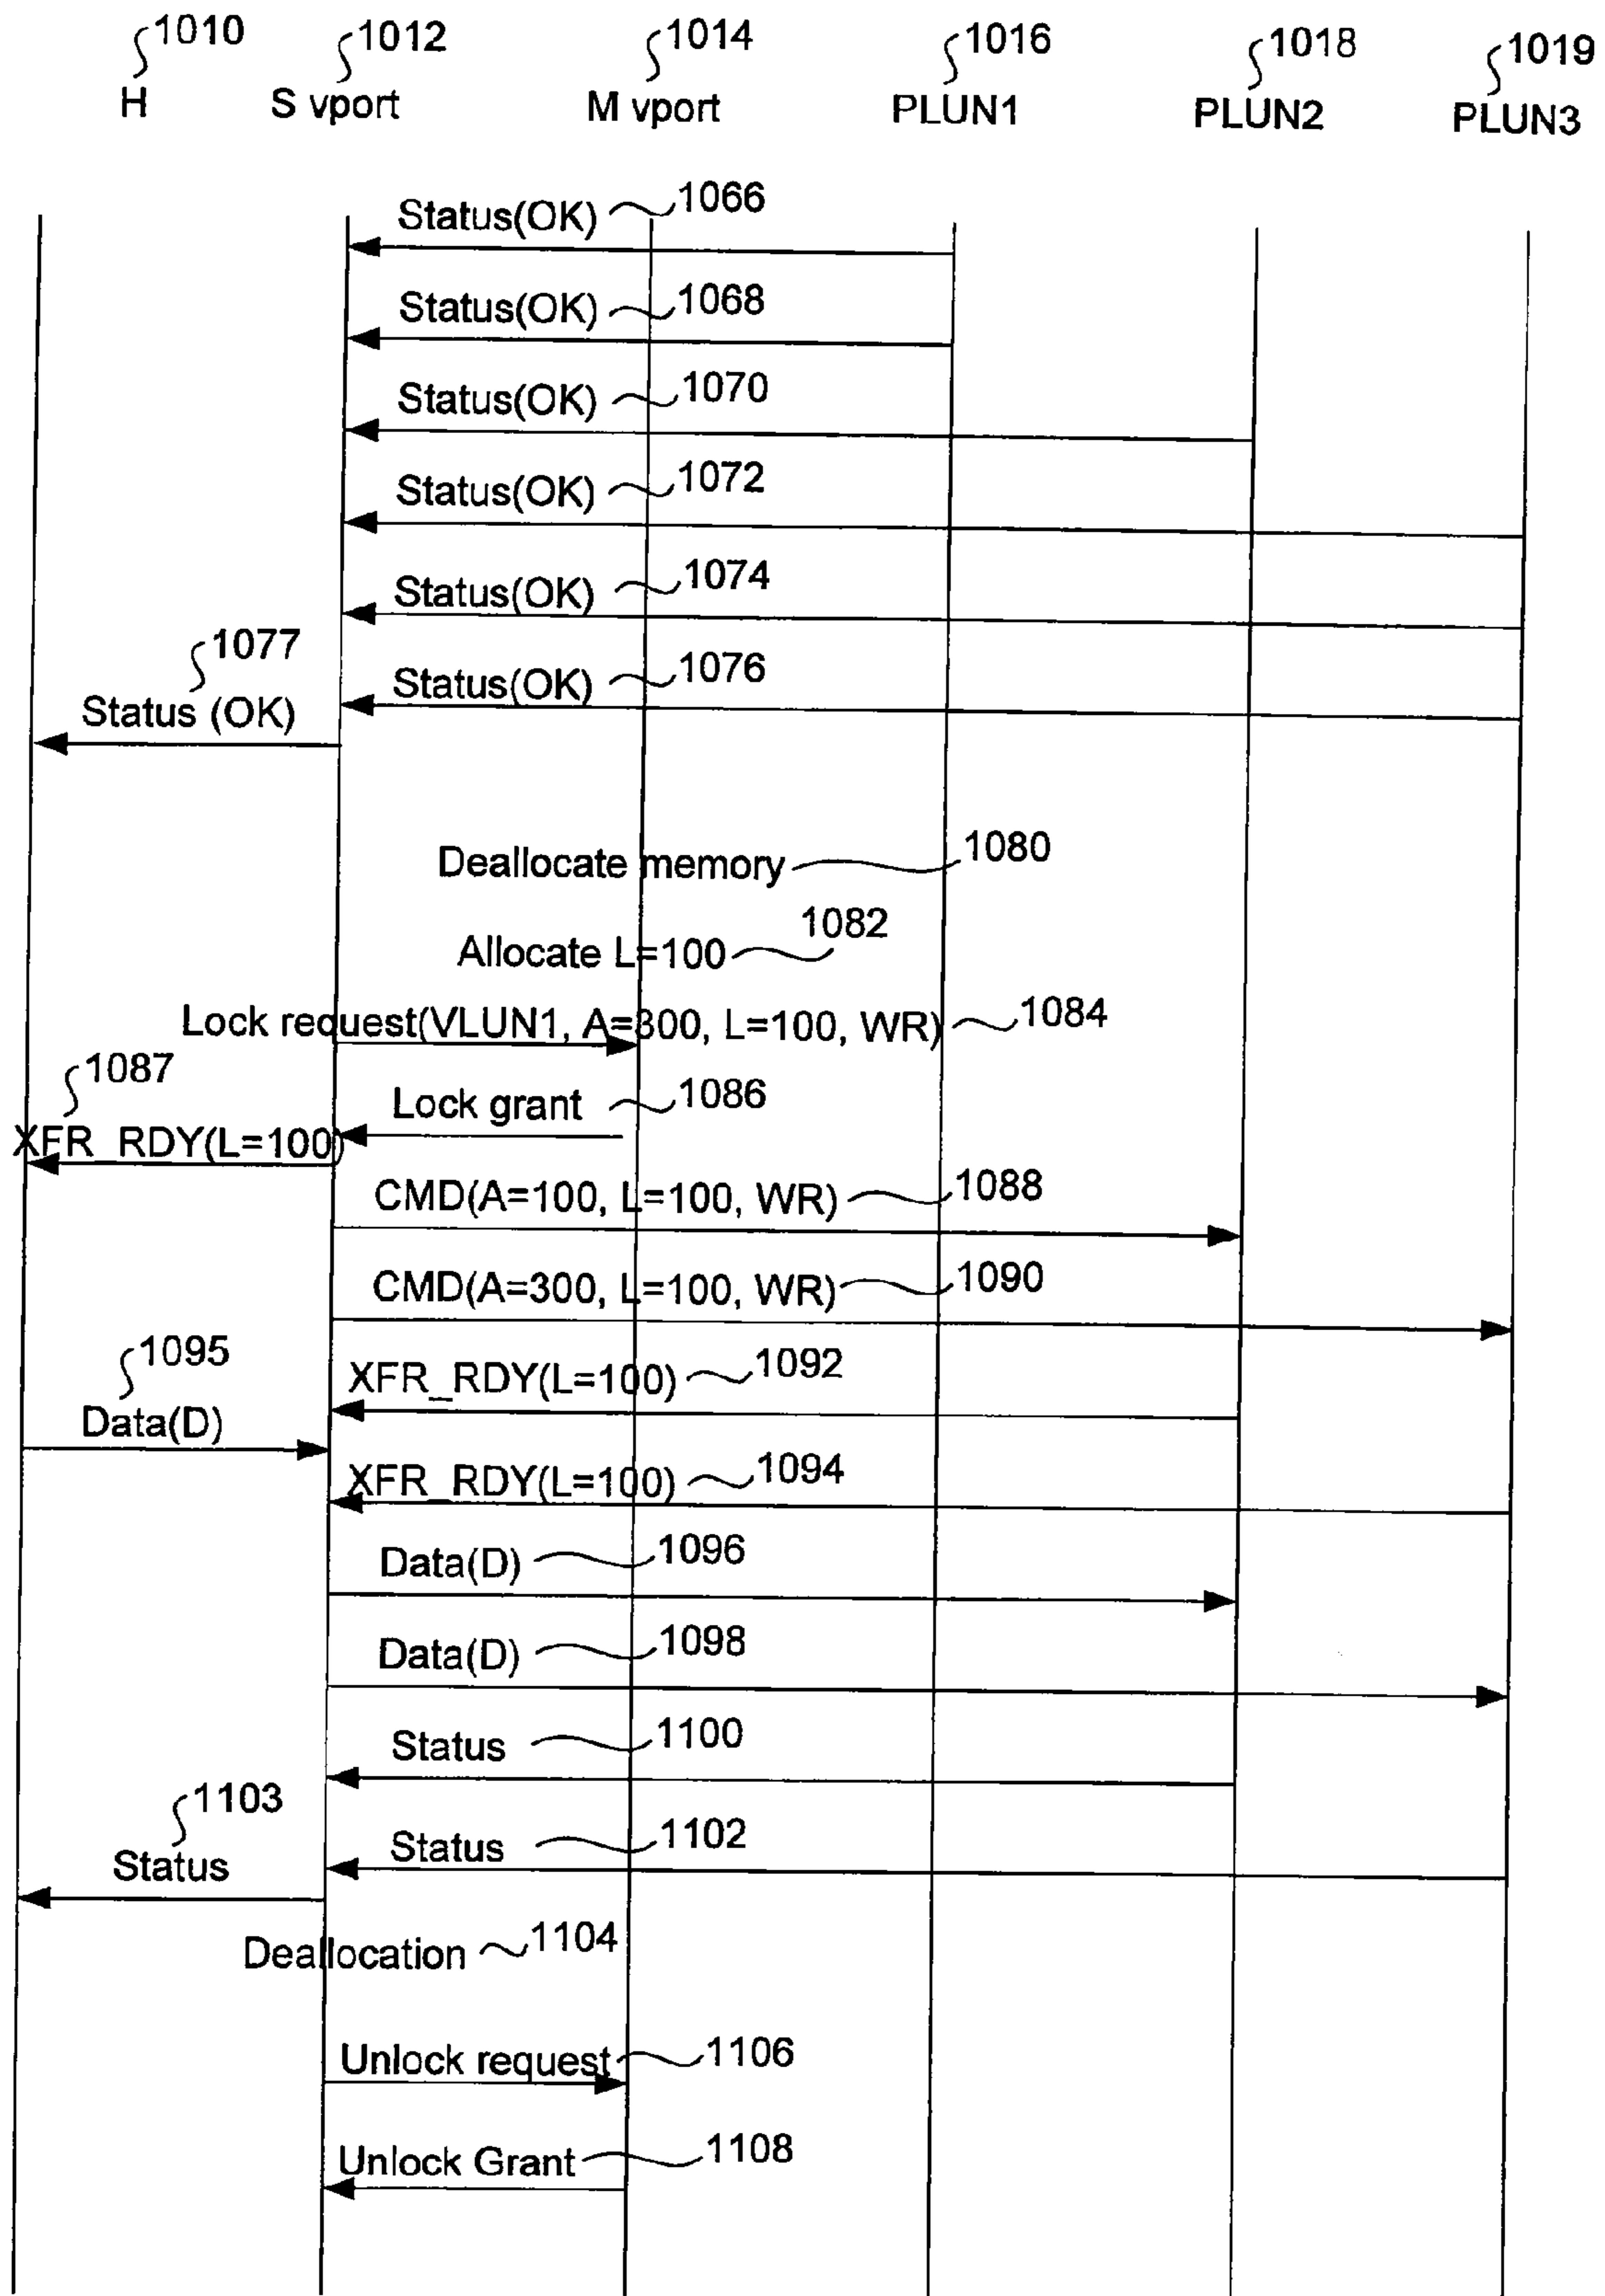 1010 1012 1014 1016 1018 1019
H S vport M vport PLUN1 PLUN2 PLUN3
Status(OK) 1066
Status(OK) 1068
Status(OK) 1070
Status(OK) 1072
Status(OK) 1074
1077
Status(OK) 1076
Status (OK)
Deallocate memory 1080
Allocate L=100 1082
Lock request(VLUN1, A=300, L=100, WR) 1084
1087
Lock grant 1086
XFR_RDY(L=100)
CMD(A=100, L=100, WR) 1088
CMD(A=300, L=100, WR) 1090
1095
XFR_RDY(L=100) 1092
Data(D)
XFR_RDY(L=100) 1094
Data(D) 1096
Data(D) 1098
Status 1100
1103
Status 1102
Status
Deallocation 1104
Unlock request 1106
Unlock Grant 1108